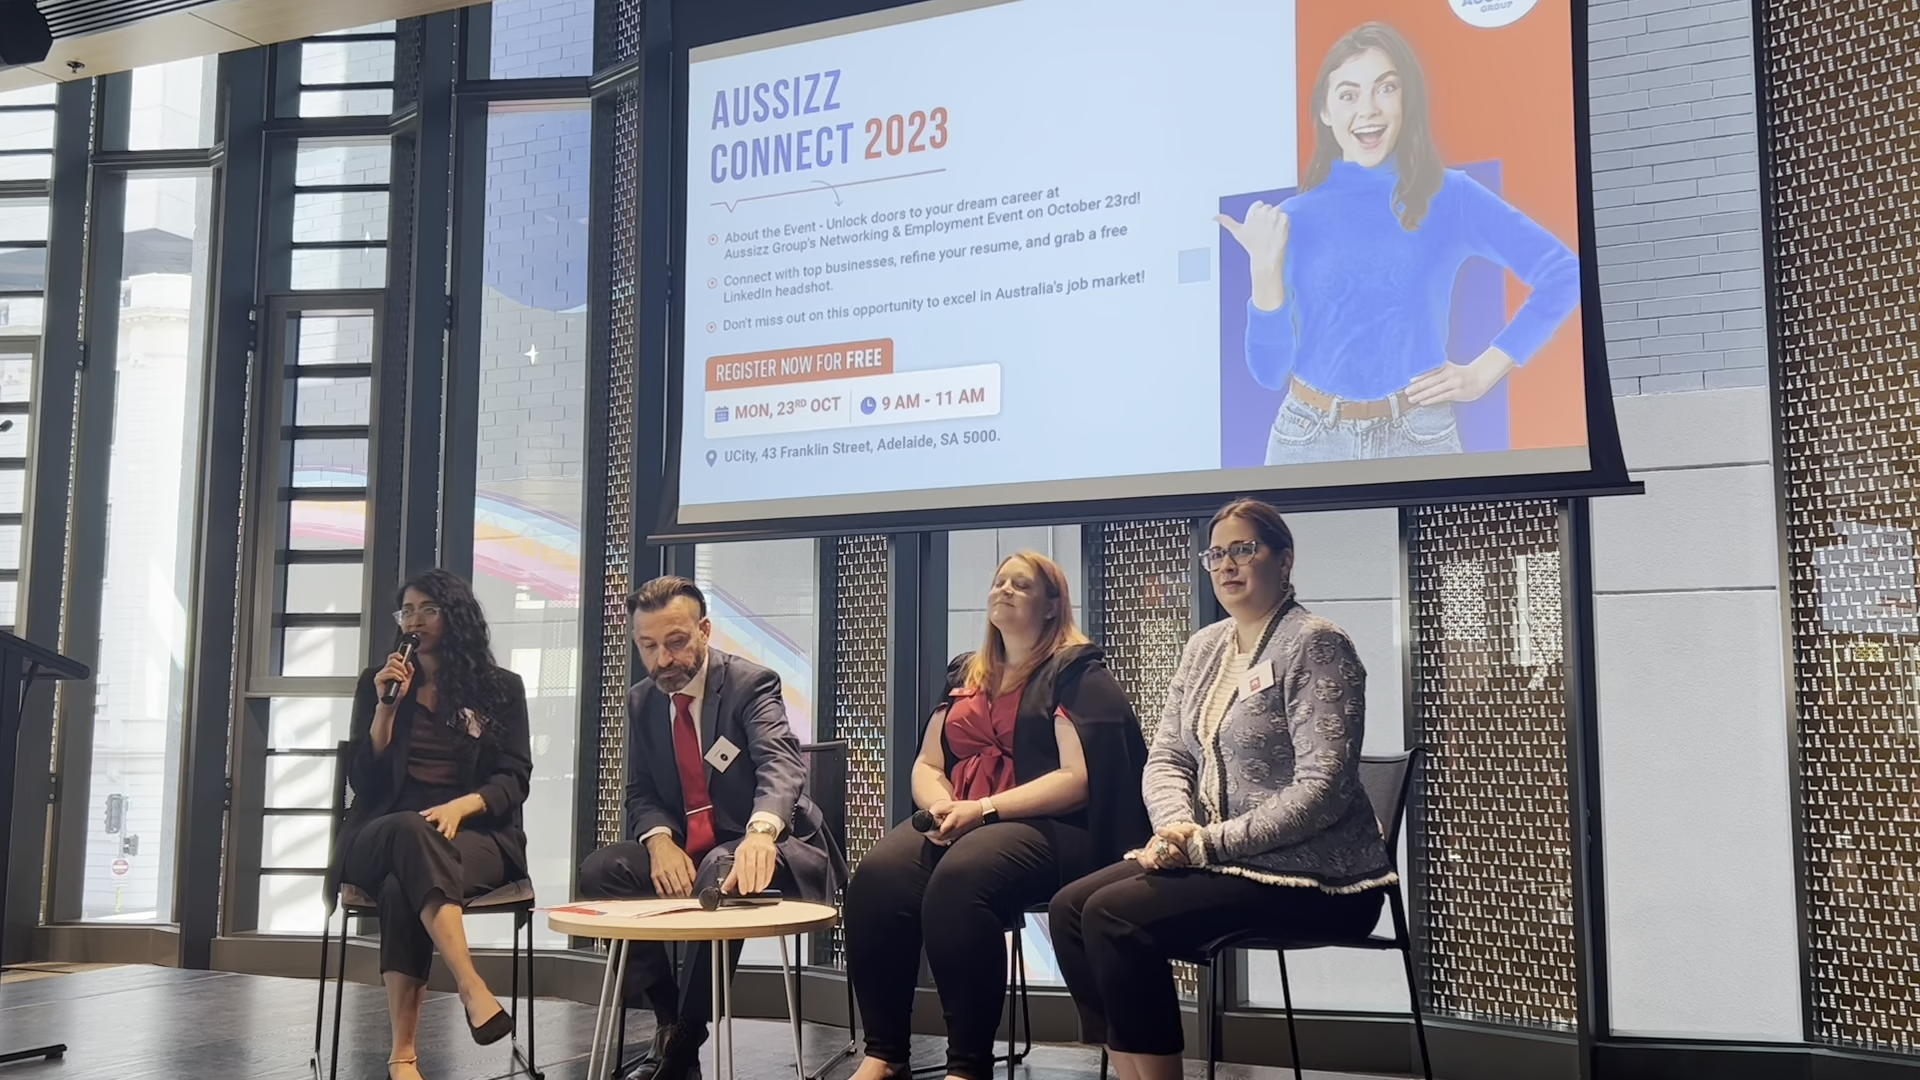 GROUP
AUSSIZZ
CONNECT 2023
About the Event - Unlock doors to your dream career at
Aussizz Group's Networking & Employment Event on October 23rd!
Connect with top businesses, refine your resume, and grab a free
LinkedIn headshot.
Don't miss out on this opportunity to excel in Australia's job market!
REGISTER NOW FOR FREE
MON, 23RD OCT
9 AM - 11 AM
UCity, 43 Franklin Street, Adelaide, SA 5000.